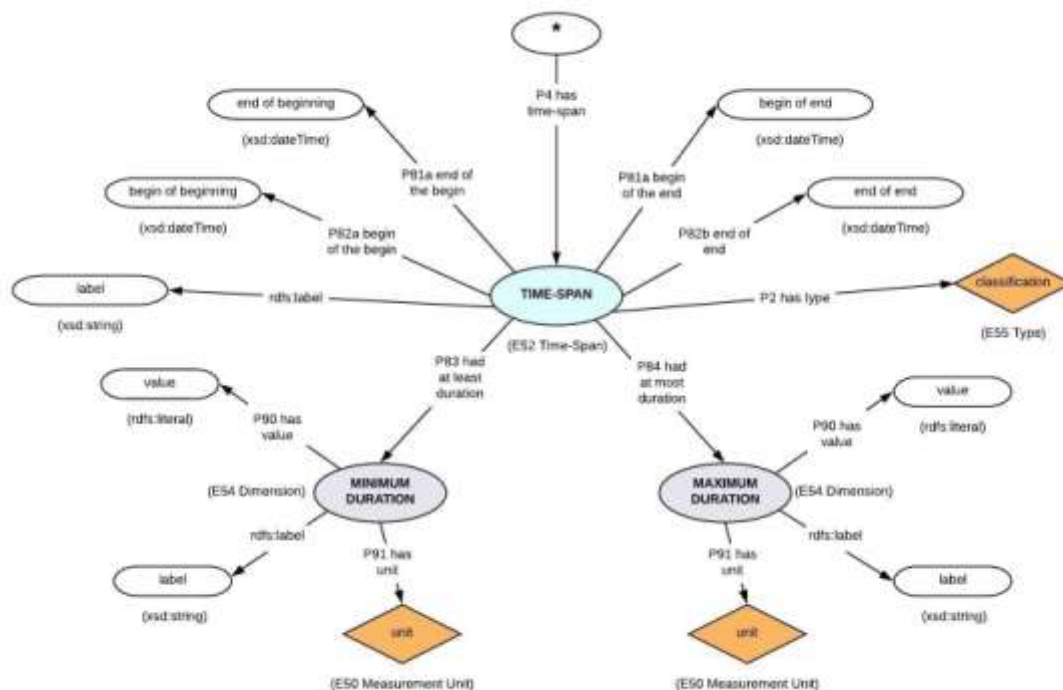 *
P4 has
time-span
end of beginning
(xsd:dateTime)
begin of end
(xsd:dateTime)
P81a end of
the begin
P81a begin
of the end
begin of beginning
(xsd:dateTime)
end of end
(xsd:dateTime)
P82a begin
of the begin
P82b end of
end
label
(xsd:string)
rdfs:label
TIME-SPAN
(E52 Time-Span)
P2 has type
classification
(E55 Type)
P83 had
at least
duration
P84 had
at most
duration
value
(rdfs:literal)
P90 has
value
value
(rdfs:literal)
P90 has
value
(E54 Dimension)
MINIMUM
DURATION
MAXIMUM
DURATION
(E54 Dimension)
rdfs:label
P91 has
unit
P91 has
unit
rdfs:label
label
(xsd:string)
label
(xsd:string)
unit
(E50 Measurement Unit)
unit
(E50 Measurement Unit)